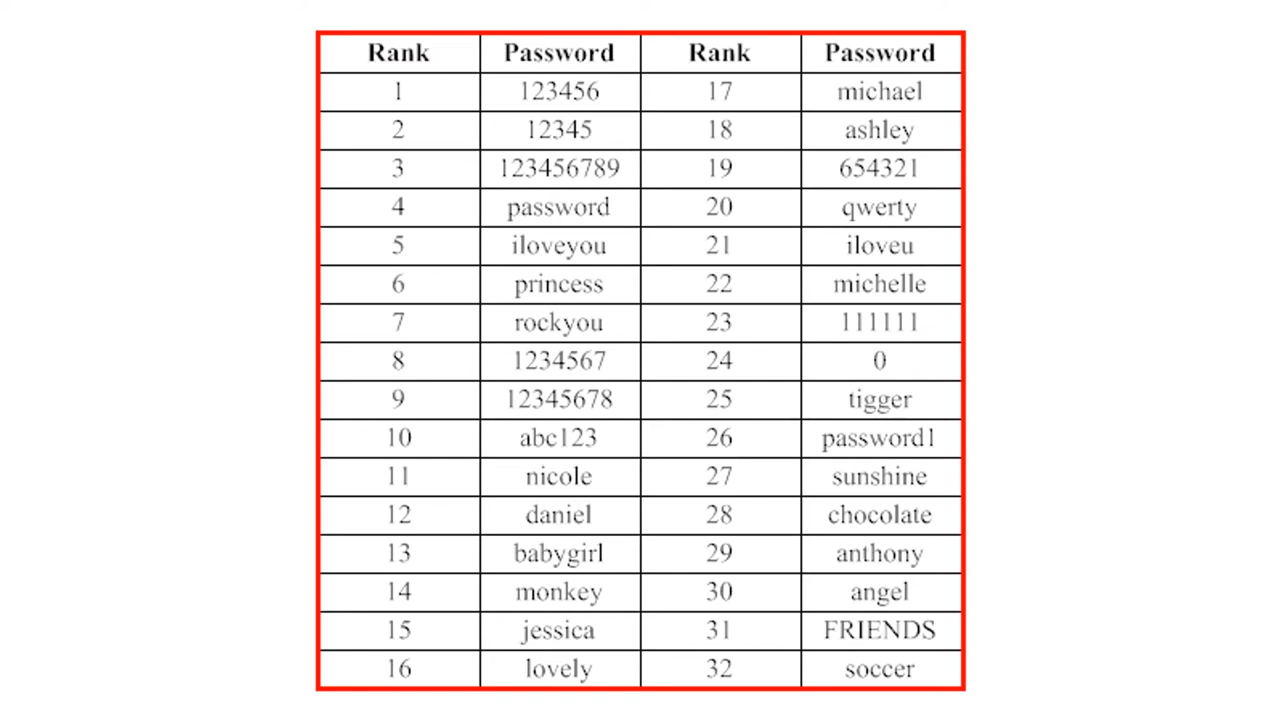 Rank Password Rank Password
1 123456 17 michael
2 12345 18 ashley
3 123456789 19 654321
4 password 20 qwerty
5 iloveyou 21 iloveu
6 princess 22 michelle
7 rockyou 23 111111
8 1234567 24 0
9 12345678 25 tigger
10 abc123 26 password1
11 nicole 27 sunshine
12 daniel 28 chocolate
13 babygirl 29 anthony
14 monkey 30 angel
15 jessica 31 FRIENDS
16 lovely 32 soccer